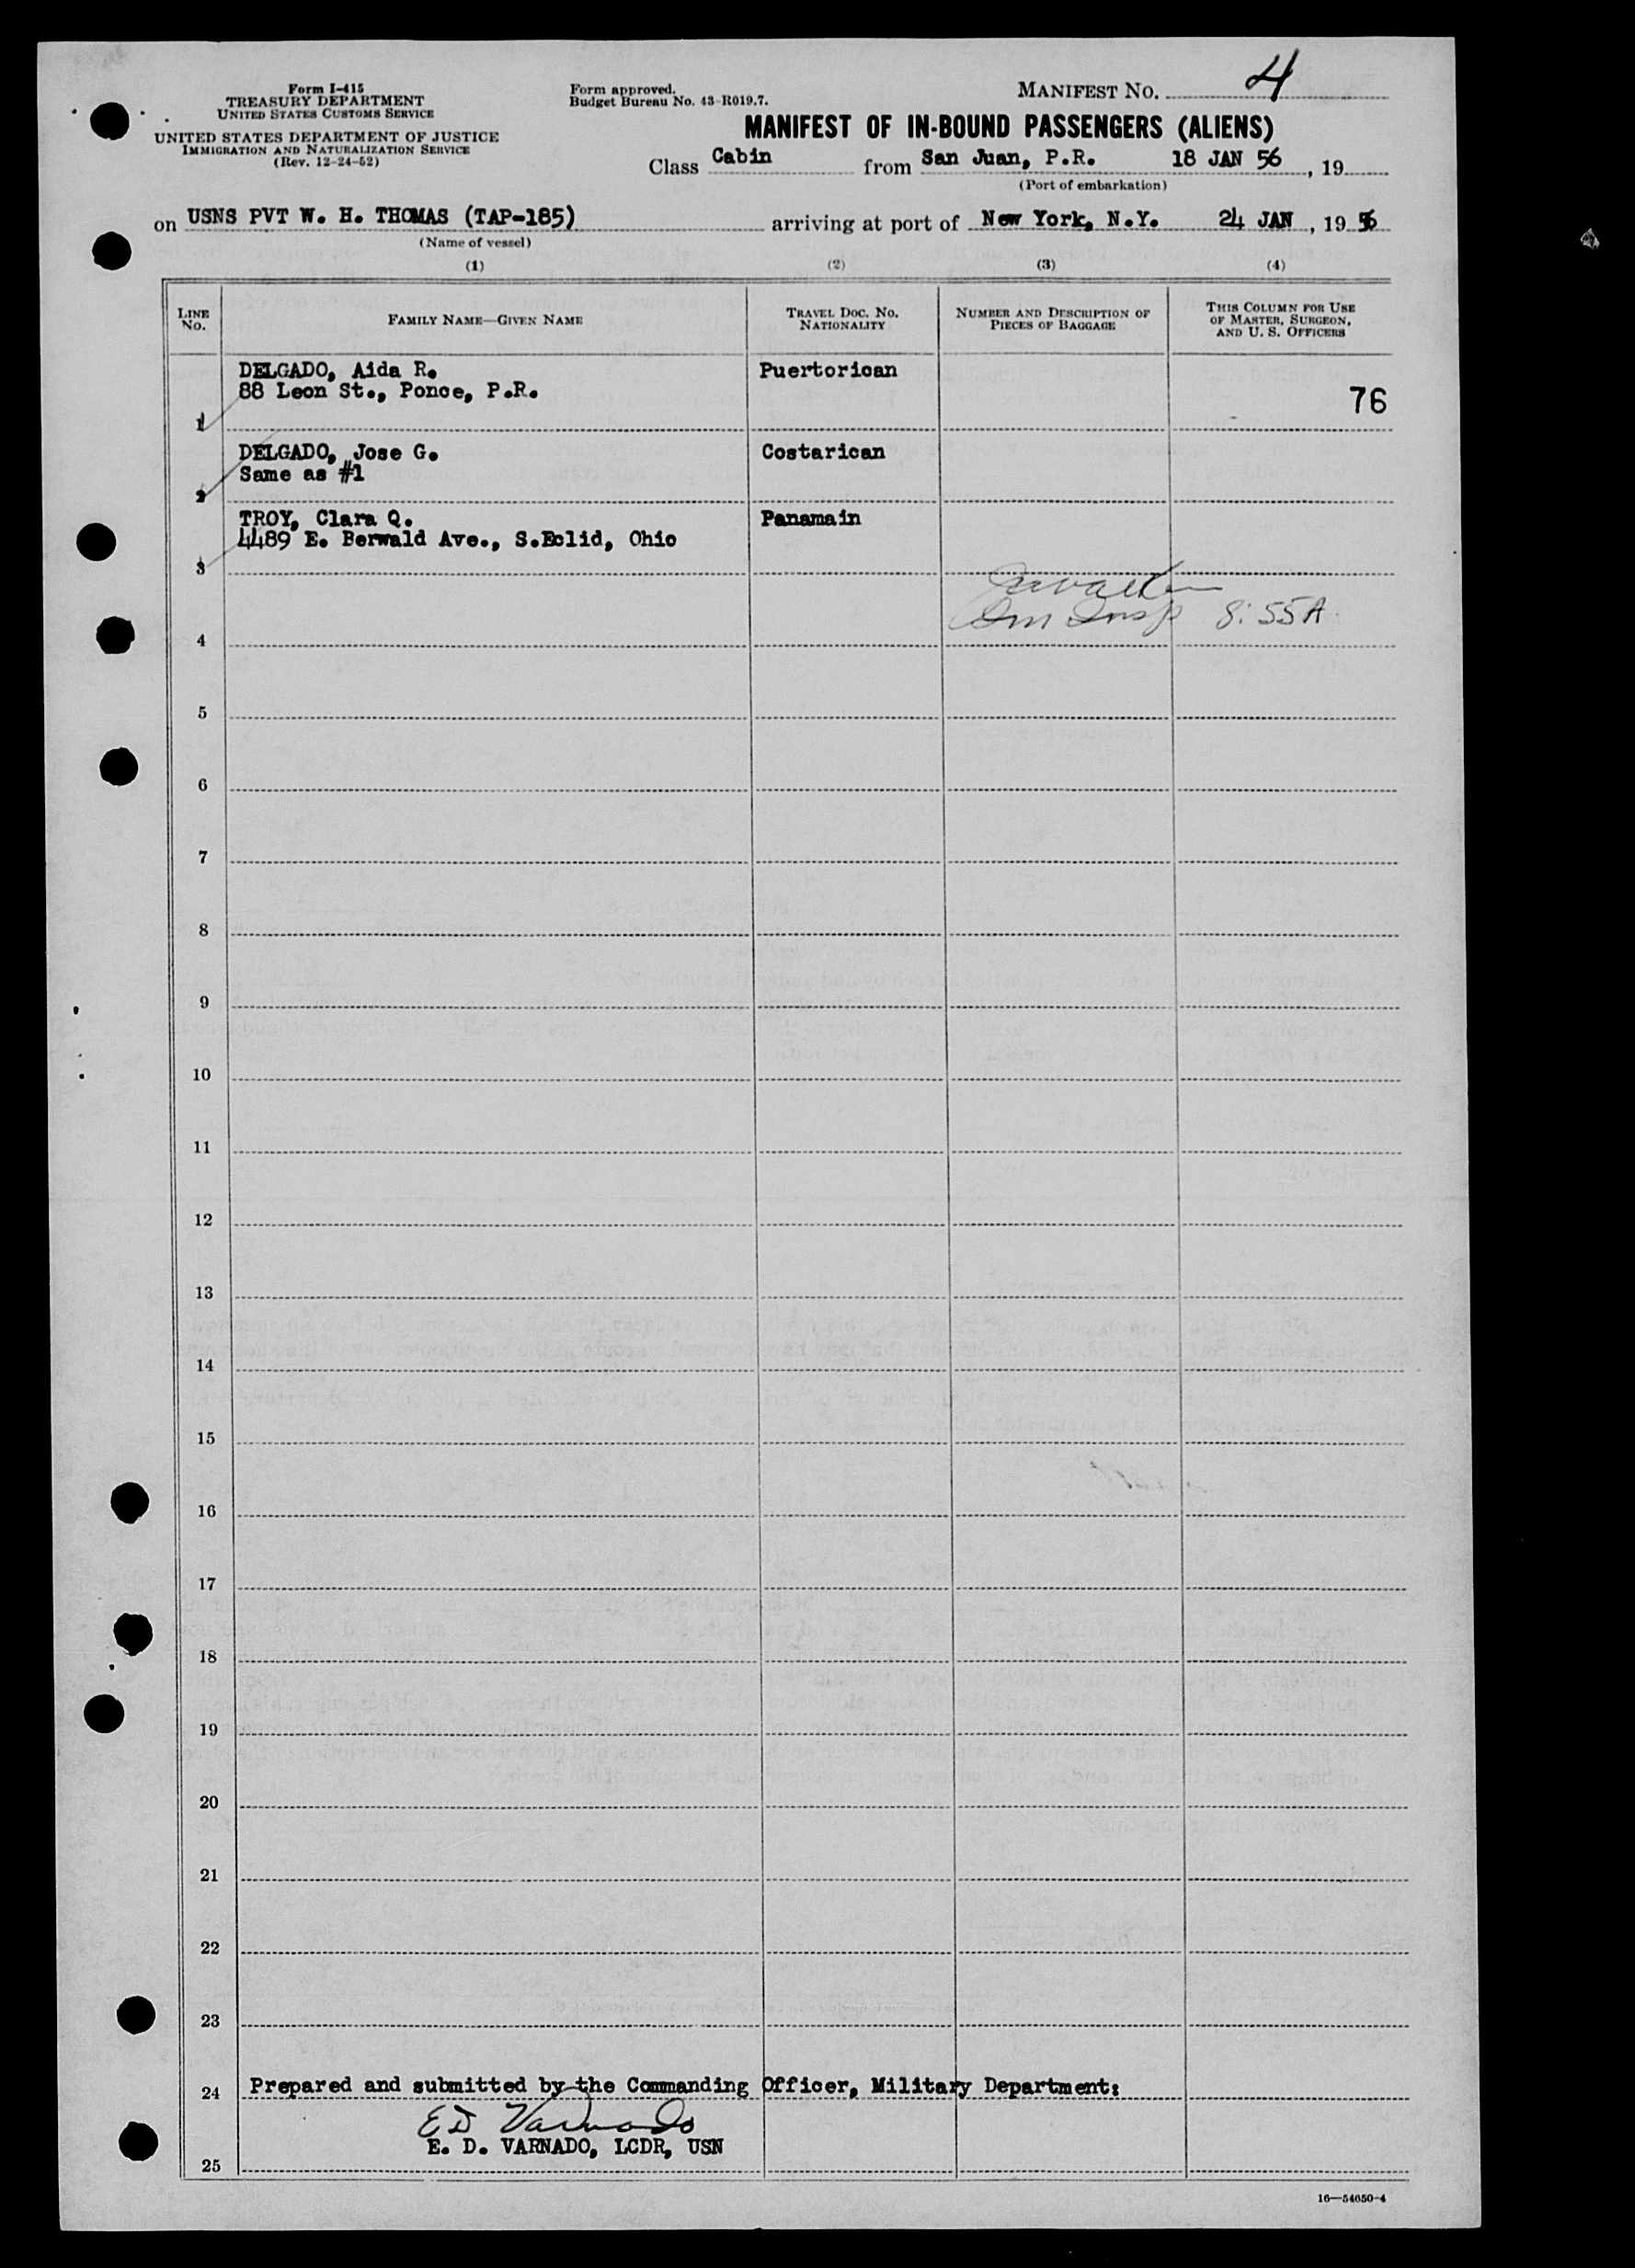 Form I-415
TREASURY DEPARTMENT
UNITED STATES CUSTOMS SERVICE
UNITED STATES DEPARTMENT OF JUSTICE
IMMIGRATION AND NATURALIZATION SERVICE
(Rev. 12-24-52)
Form approved.
Budget Bureau No. 43-R019.7.
MANIFEST NO. 4
MANIFEST OF IN-BOUND PASSENGERS (ALIENS)
Class Cabin from San Juan, P.R. 18 JAN 56, 19
(Port of embarkation)
on USNS PVT W. H. THOMAS (TAP-185) arriving at port of New York, N.Y. 24 JAN, 1956
(Name of vessel)
(1) (2) (3) (4)
LINE No. FAMILY NAME—GIVEN NAME TRAVEL DOC. NO. NATIONALITY NUMBER AND DESCRIPTION OF PIECES OF BAGGAGE THIS COLUMN FOR USE OF MASTER, SURGEON, AND U. S. OFFICERS
DELGADO, Aida R. Puertorican
88 Leon St., Ponce, P.R. 76
1
DELGADO, Jose G. Costarican
Same as #1
2
TROY, Clara Q. Panamain
4489 E. Berwald Ave., S.Eclid, Ohio
3
Im Insp 8:55A
4
5
6
7
8
9
10
11
12
13
14
15
16
17
18
19
20
21
22
23
24 Prepared and submitted by the Commanding Officer, Military Department:
E D Varnado
E. D. VARNADO, LCDR, USN
25
16—54650-4